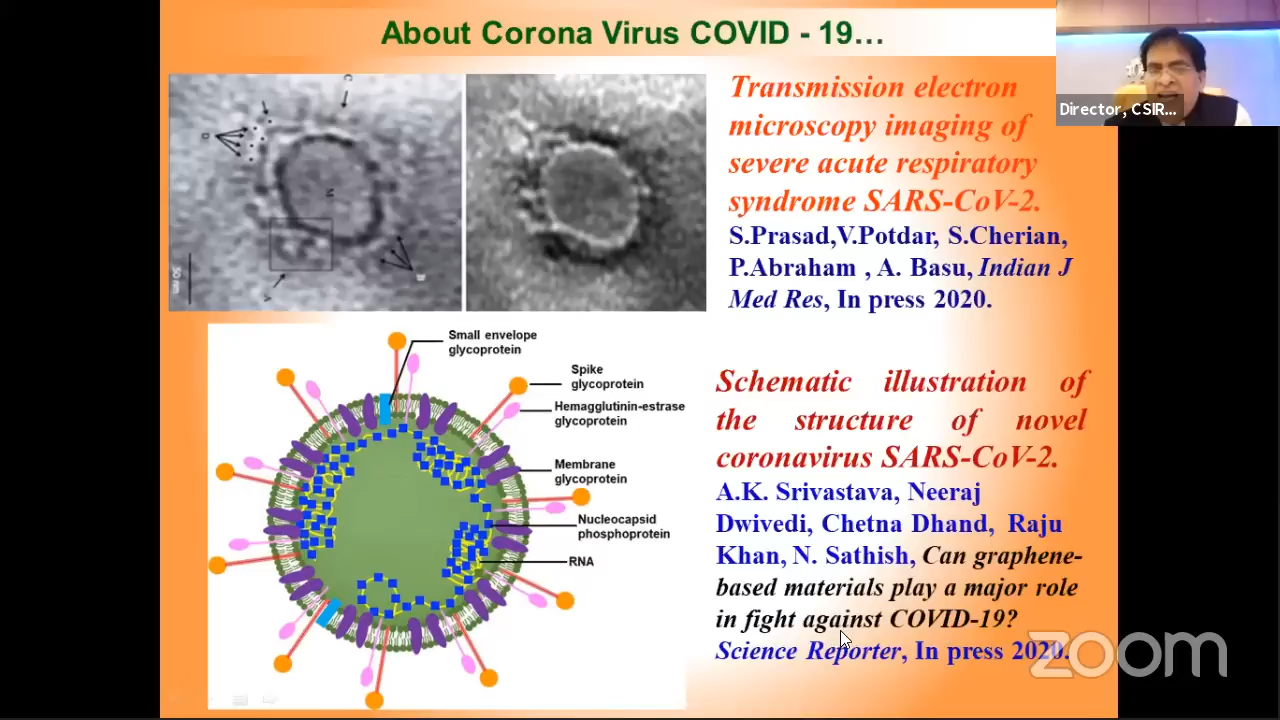 About Corona Virus COVID - 19…
Director, CSIR...
C
D
M
B
A
50 nm
Transmission electron
microscopy imaging of
severe acute respiratory
syndrome SARS-CoV-2.
S.Prasad,V.Potdar, S.Cherian,
P.Abraham , A. Basu, Indian J
Med Res, In press 2020.
Small envelope
glycoprotein
Spike
glycoprotein
Hemagglutinin-estrase
glycoprotein
Membrane
glycoprotein
Nucleocapsid
phosphoprotein
RNA
Schematic illustration of
the structure of novel
coronavirus SARS-CoV-2.
A.K. Srivastava, Neeraj
Dwivedi, Chetna Dhand, Raju
Khan, N. Sathish, Can graphene-
based materials play a major role
in fight against COVID-19?
Science Reporter, In press 2020.
zoom